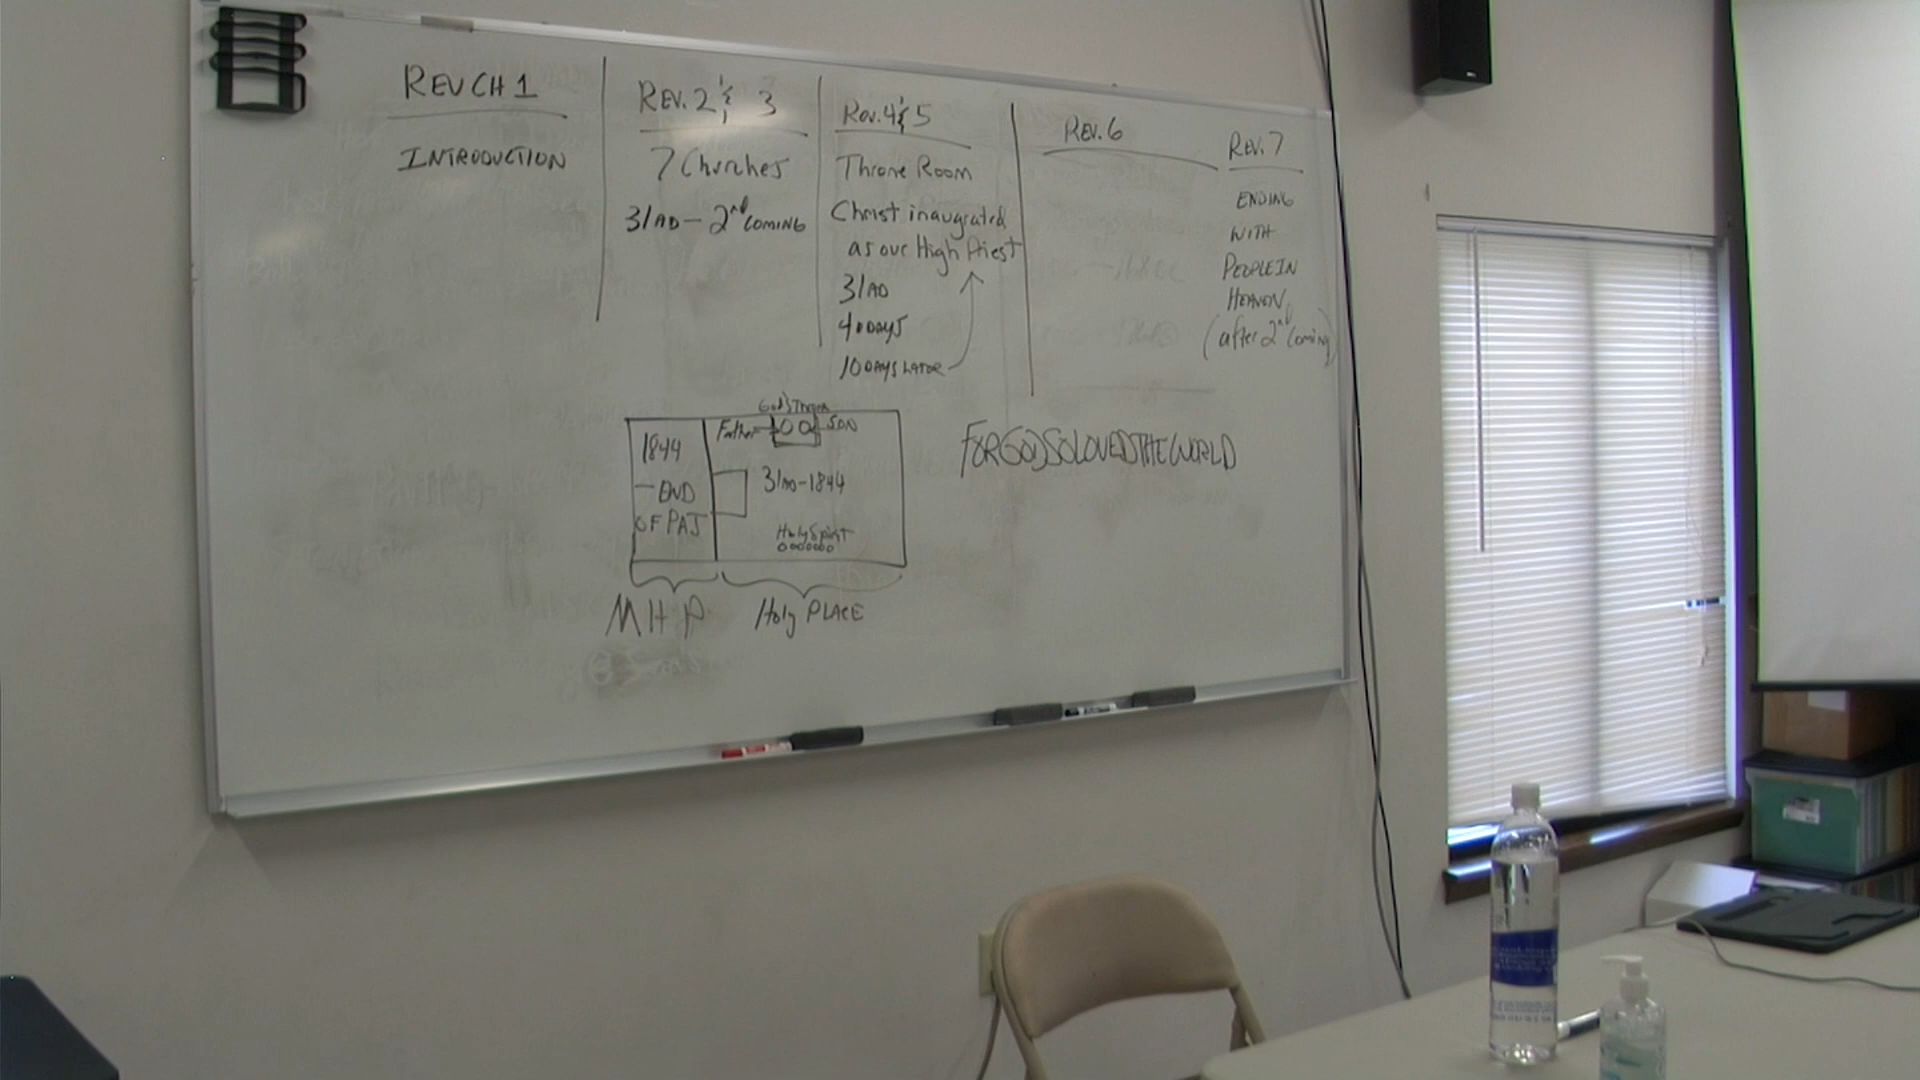 REV CH 1
INTRODUCTION
REV. 2 & 3
7 Churches
31AD - 2nd COMING
Rev. 4 & 5
Throne Room
Christ inaugrated
as our High Priest
31AD
40 DAYS
10 DAYS LATER
REV. 6
REV. 7
ENDING
WITH
PEOPLE IN
HEAVEN
(after 2nd Coming)
God's Throne
Father
SON
1844
- END
OF PAJ
31AD-1844
Holy Spirit
0000000
MHP
Holy PLACE
FORGODSOLOVEDTHEWORLD